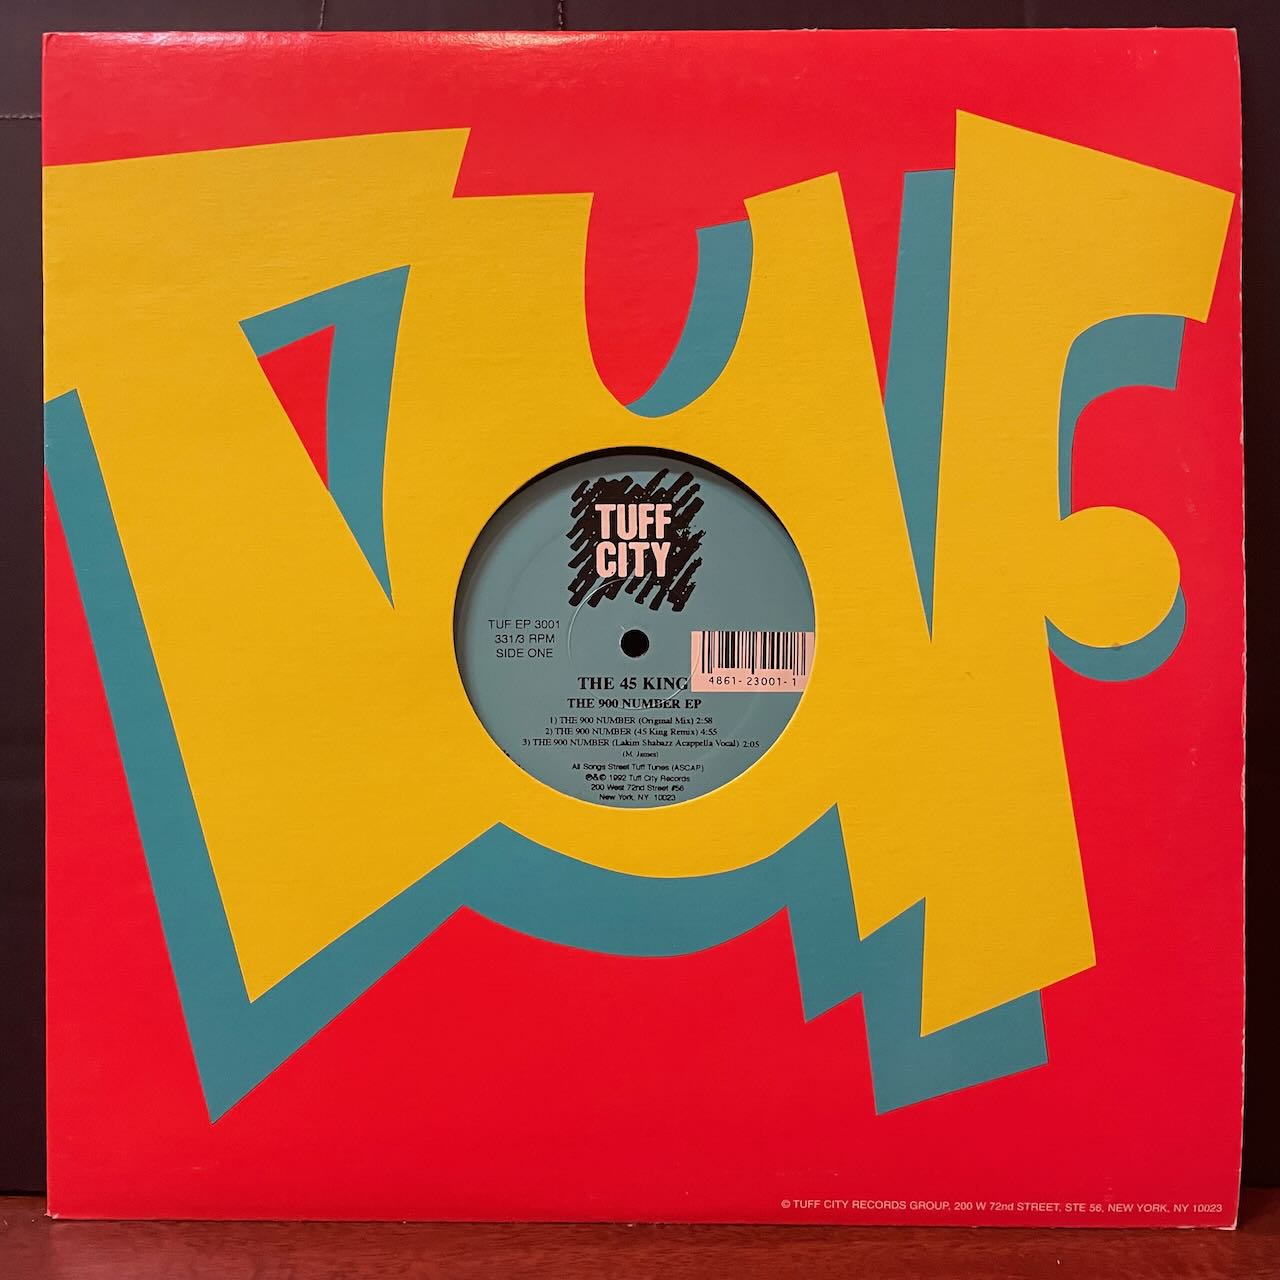 TUFF
TUFF
CITY
TUF EP 3001
331/3 RPM
SIDE ONE
4861-23001-1
THE 45 KING
THE 900 NUMBER EP
1) THE 900 NUMBER (Original Mix) 2:58
2) THE 900 NUMBER (45 King Remix) 4:55
3) THE 900 NUMBER (Lakim Shabazz Acappella Vocal) 2:05
(M. James)
All Songs Street Tuff Tunes (ASCAP)
℗&© 1992 Tuff City Records
200 West 72nd Street #56
New York, NY 10023
© TUFF CITY RECORDS GROUP, 200 W 72nd STREET, STE 56, NEW YORK, NY 10023